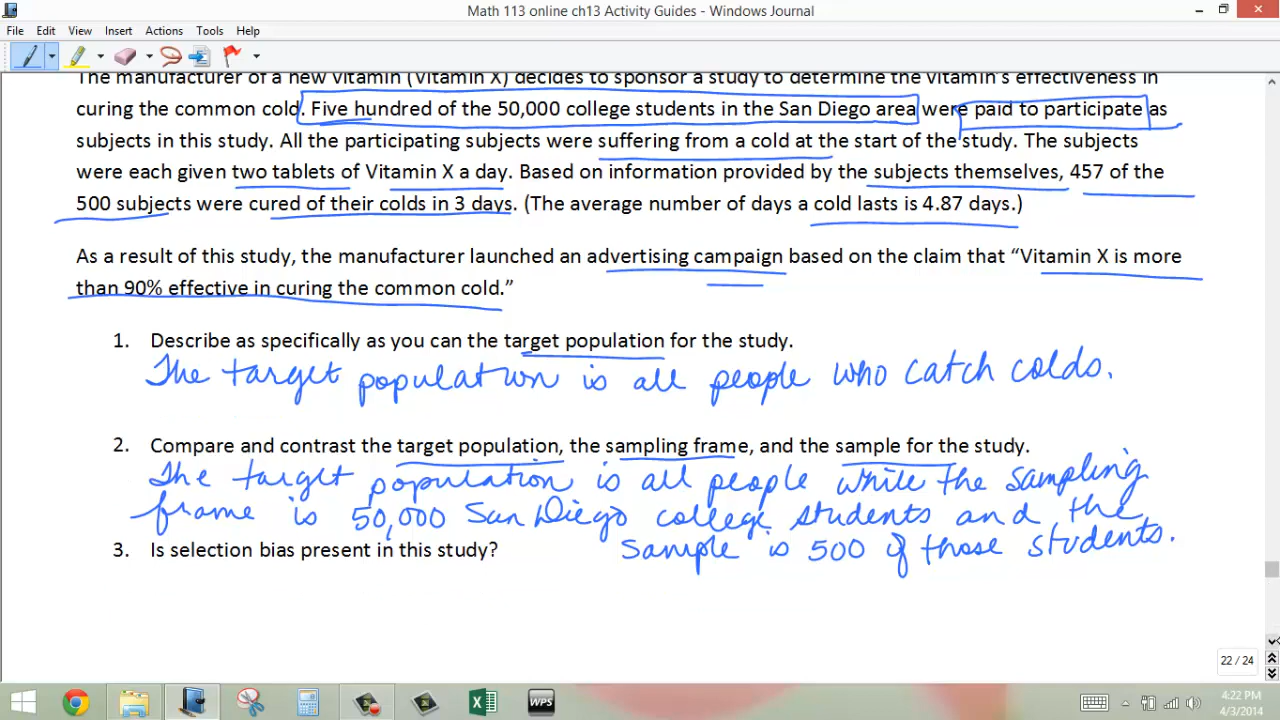 Math 113 online ch13 Activity Guides - Windows Journal
File Edit View Insert Actions Tools Help
The manufacturer of a new vitamin (Vitamin X) decides to sponsor a study to determine the vitamin's effectiveness in
curing the common cold. Five hundred of the 50,000 college students in the San Diego area were paid to participate as
subjects in this study. All the participating subjects were suffering from a cold at the start of the study. The subjects
were each given two tablets of Vitamin X a day. Based on information provided by the subjects themselves, 457 of the
500 subjects were cured of their colds in 3 days. (The average number of days a cold lasts is 4.87 days.)
As a result of this study, the manufacturer launched an advertising campaign based on the claim that “Vitamin X is more
than 90% effective in curing the common cold.”
1. Describe as specifically as you can the target population for the study.
The target population is all people who catch colds.
2. Compare and contrast the target population, the sampling frame, and the sample for the study.
The target population is all people while the sampling
frame is 50,000 San Diego college students and the
sample is 500 of those students.
3. Is selection bias present in this study?
22 / 24
WPS
4:22 PM
4/3/2014